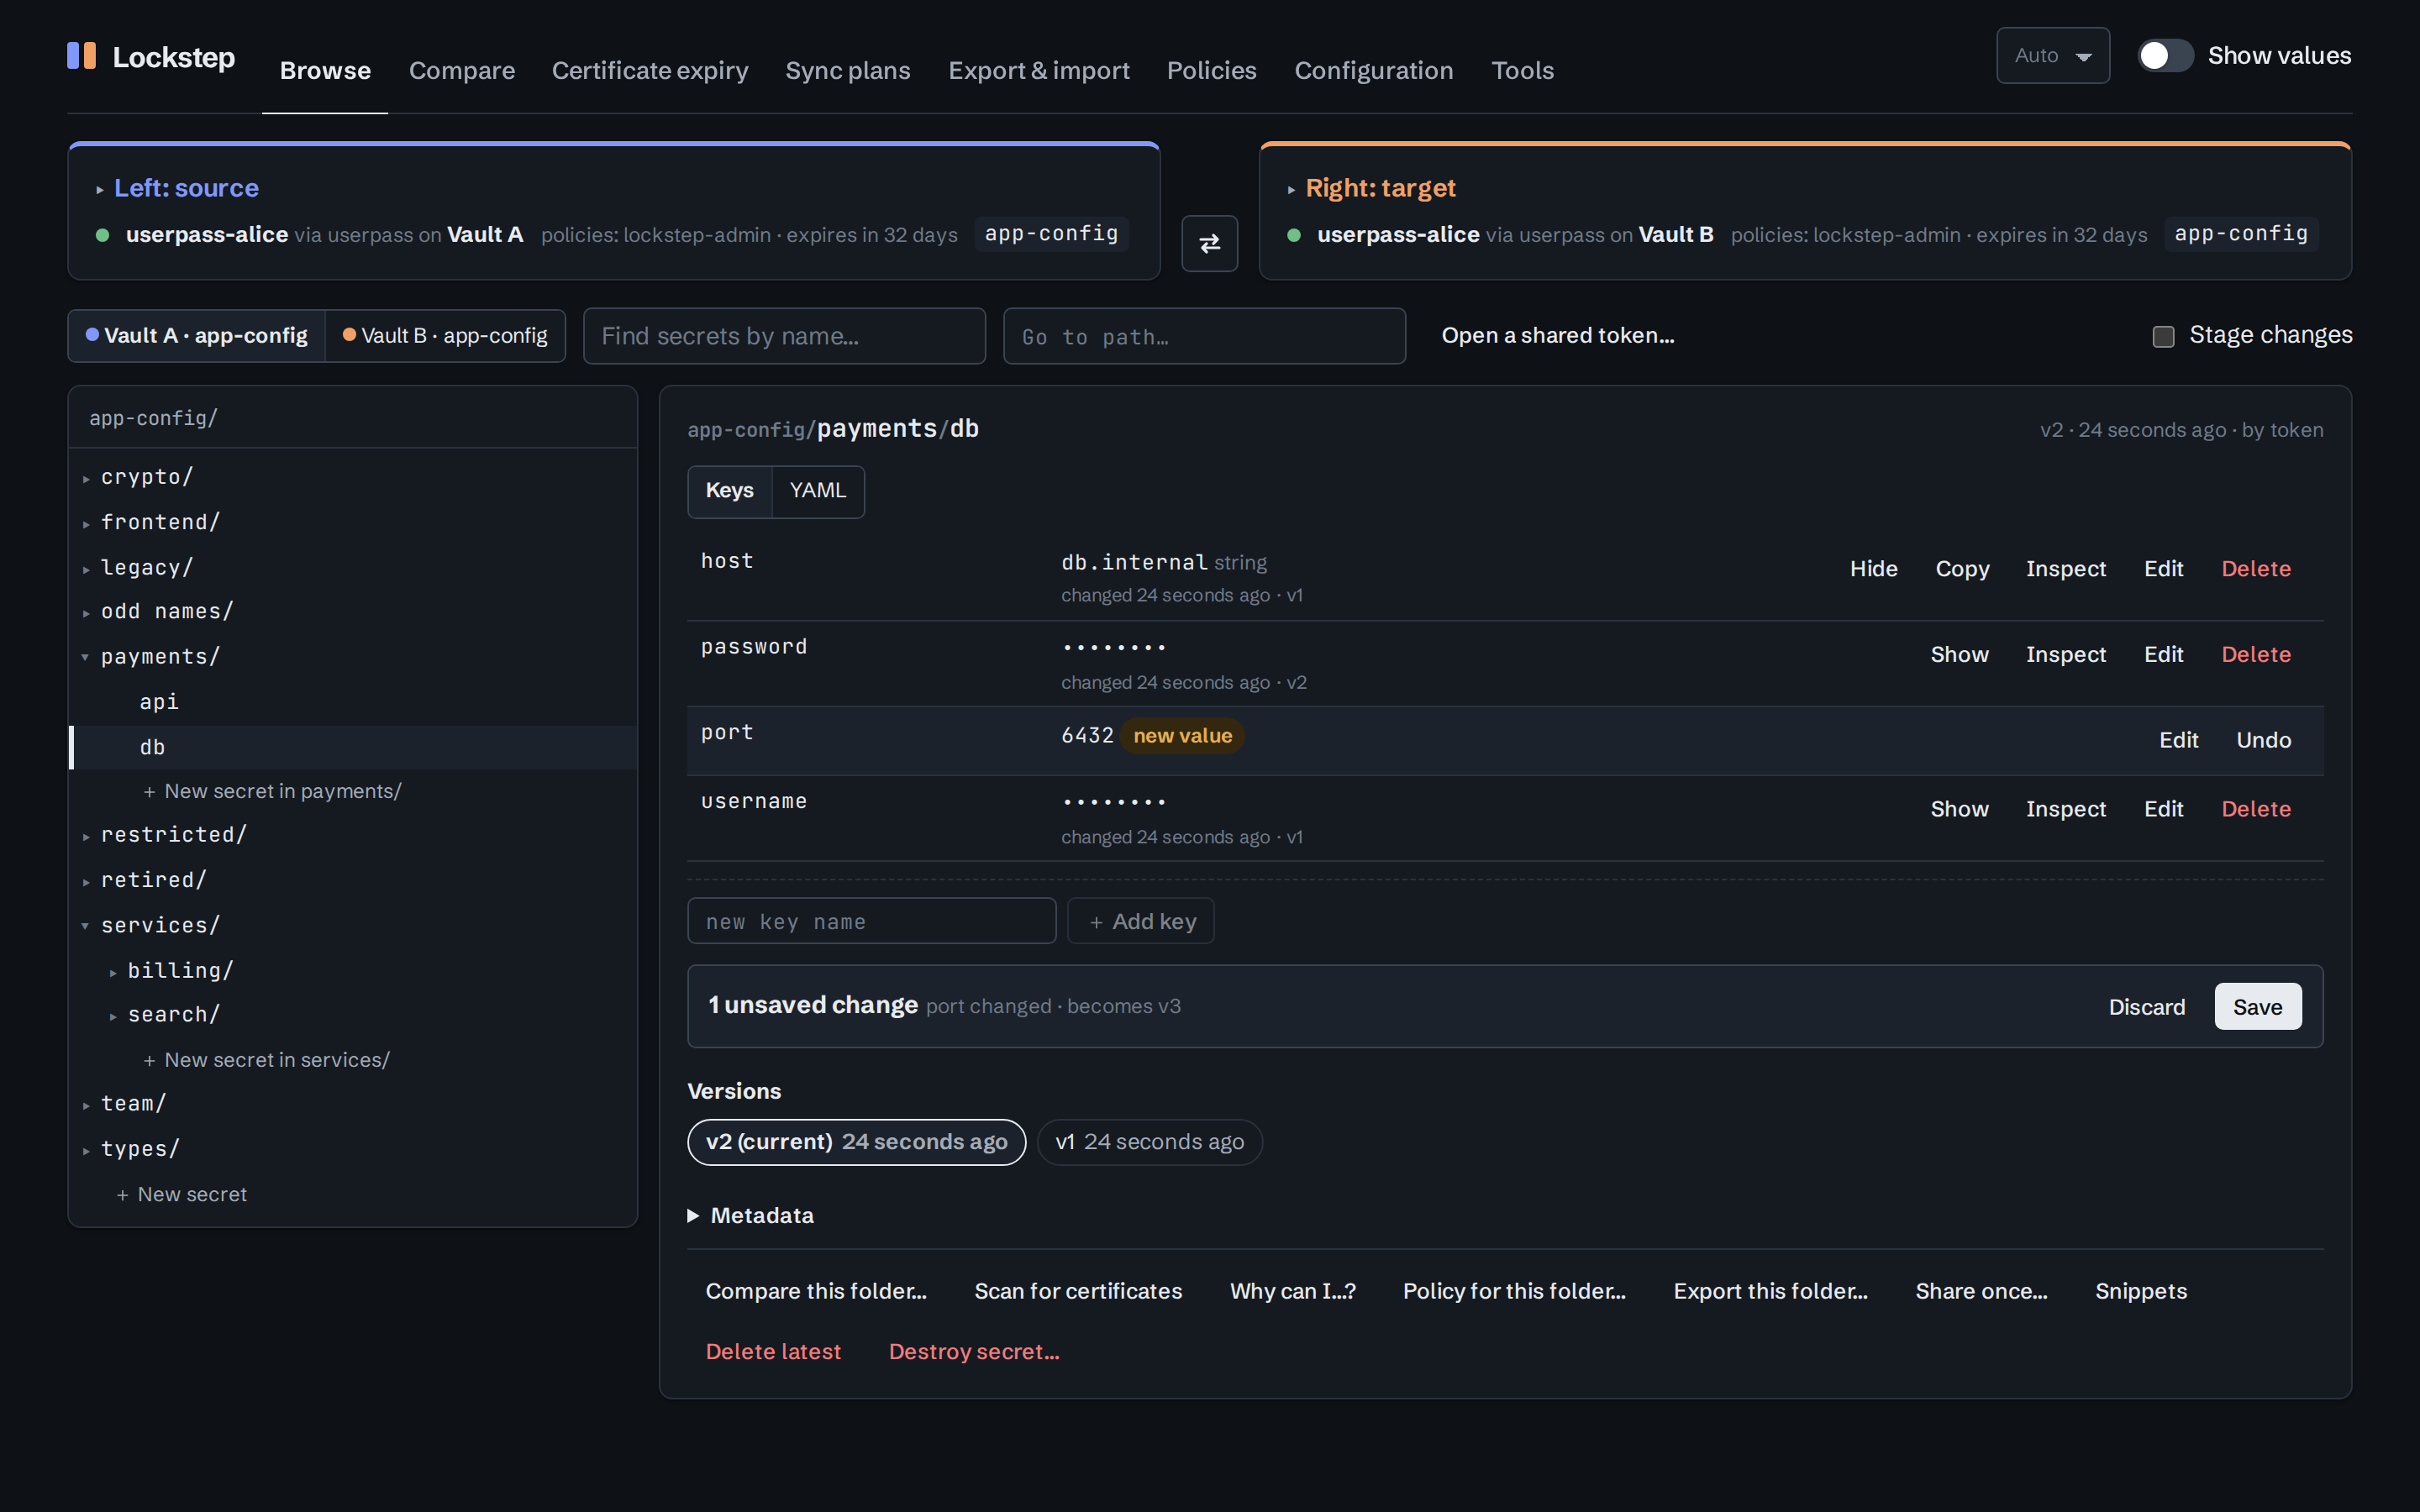 Lockstep
Browse Compare Certificate expiry Sync plans Export & import Policies Configuration Tools
Auto Show values
Left: source
userpass-alice via userpass on Vault A policies: lockstep-admin · expires in 32 days app-config
Right: target
userpass-alice via userpass on Vault B policies: lockstep-admin · expires in 32 days app-config
Vault A · app-config Vault B · app-config Find secrets by name… Go to path… Open a shared token… Stage changes
app-config/
crypto/
frontend/
legacy/
odd names/
payments/
api
db
+ New secret in payments/
restricted/
retired/
services/
billing/
search/
+ New secret in services/
team/
types/
+ New secret
app-config/payments/db v2 · 24 seconds ago · by token
Keys YAML
host db.internal string Hide Copy Inspect Edit Delete
changed 24 seconds ago · v1
password •••••••• Show Inspect Edit Delete
changed 24 seconds ago · v2
port 6432 new value Edit Undo
username •••••••• Show Inspect Edit Delete
changed 24 seconds ago · v1
new key name + Add key
1 unsaved change port changed · becomes v3 Discard Save
Versions
v2 (current) 24 seconds ago v1 24 seconds ago
Metadata
Compare this folder… Scan for certificates Why can I…? Policy for this folder… Export this folder… Share once… Snippets
Delete latest Destroy secret…